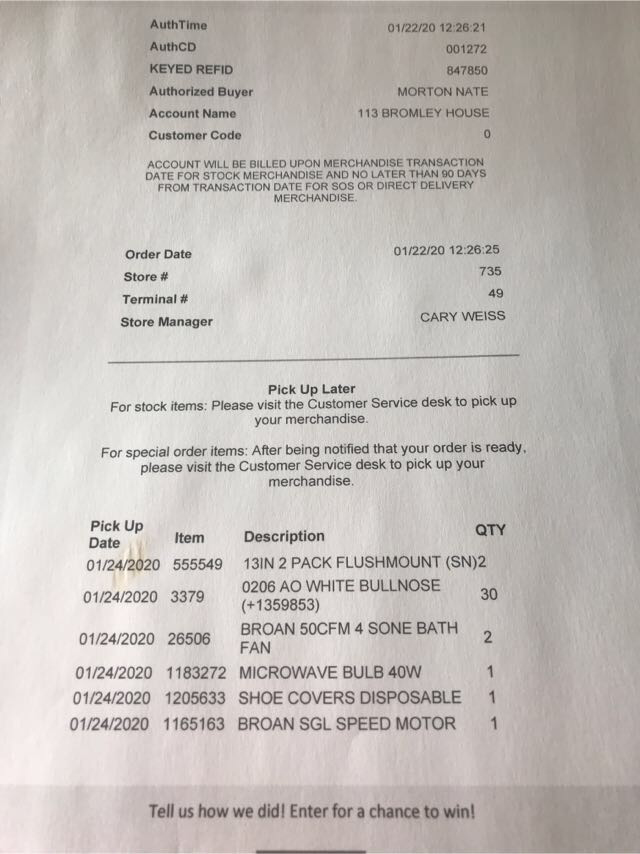 AuthTime 01/22/20 12:26:21
AuthCD 001272
KEYED REFID 847850
Authorized Buyer MORTON NATE
Account Name 113 BROMLEY HOUSE
Customer Code 0
ACCOUNT WILL BE BILLED UPON MERCHANDISE TRANSACTION
DATE FOR STOCK MERCHANDISE AND NO LATER THAN 90 DAYS
FROM TRANSACTION DATE FOR SOS OR DIRECT DELIVERY
MERCHANDISE.
Order Date 01/22/20 12:26:25
Store # 735
Terminal # 49
Store Manager CARY WEISS
Pick Up Later
For stock items: Please visit the Customer Service desk to pick up
your merchandise.
For special order items: After being notified that your order is ready,
please visit the Customer Service desk to pick up your
merchandise.
Pick Up
Date Item Description QTY
01/24/2020 555549 13IN 2 PACK FLUSHMOUNT (SN)2
01/24/2020 3379 0206 AO WHITE BULLNOSE
(+1359853) 30
01/24/2020 26506 BROAN 50CFM 4 SONE BATH
FAN 2
01/24/2020 1183272 MICROWAVE BULB 40W 1
01/24/2020 1205633 SHOE COVERS DISPOSABLE 1
01/24/2020 1165163 BROAN SGL SPEED MOTOR 1
Tell us how we did! Enter for a chance to win!